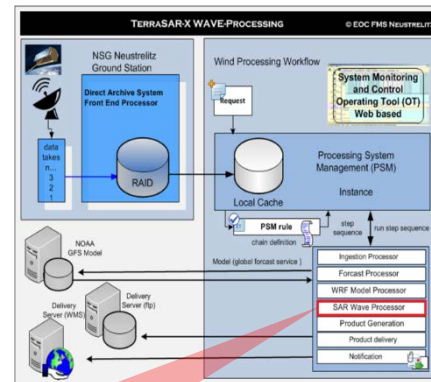 TERRASAR-X WAVE-PROCESSING
© EOC FMS NEUSTRELITZ
NSG Neustrelitz
Ground Station
Direct Archive System
Front End Processor
data
takes
n...
3
2
1
RAID
Wind Processing Workflow
Request
System Monitoring
and Control
Operating Tool (OT)
Web based
Local Cache
Processing System
Management (PSM)
Instance
PSM rule
chain definition
step
sequence
run step sequence
NOAA
GFS Model
Model (global forcast service )
Delivery
Server (ftp)
Delivery
Server (WMS)
Ingestion Processor
Forcast Processor
WRF Model Processor
SAR Wave Processor
Product Generation
Product delivery
Notification